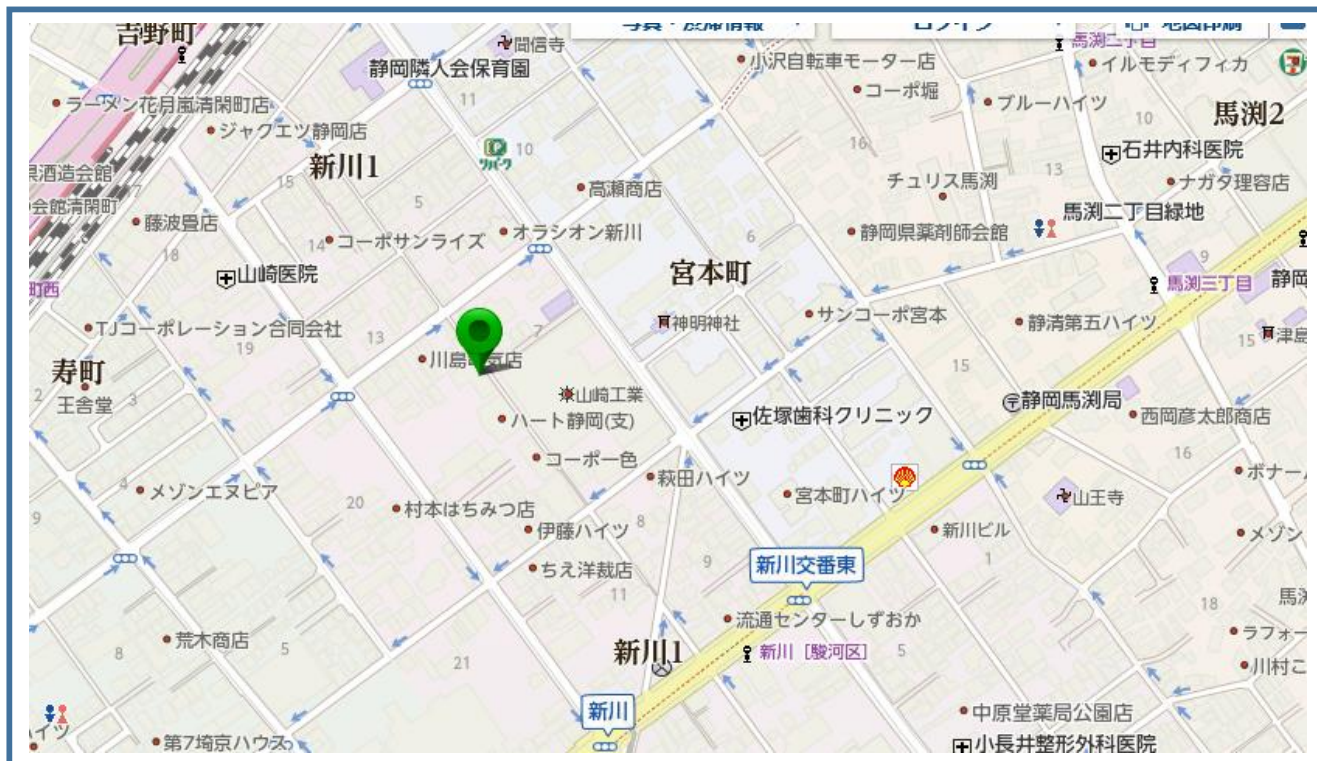 写真・渋滞情報
ログイン
地図印刷
吉野町
間信寺
静岡隣人会保育園
小沢自転車モーター店
馬渕二丁目
イルモディフィカ
11
コーポ堀
ブルーハイツ
馬渕2
ラーメン花月嵐清閑町店
ジャクエツ静岡店
10
16
10
石井内科医院
新川1
13
県酒造会館
7
15
5
高瀬商店
チュリス馬渕
ナガタ理容店
会館清閑町
藤波畳店
馬渕二丁目緑地
14
コーポサンライズ
オラシオン新川
6
静岡県薬剤師会館
18
9
山崎医院
宮本町
馬渕三丁目
静岡
町西
TJコーポレーション合同会社
13
7
神明神社
サンコーポ宮本
静清第五ハイツ
15
津島
19
寿町
15
2
王舎堂
3
山崎工業
静岡馬渕局
ハート静岡(支)
佐塚歯科クリニック
西岡彦太郎商店
コーポ一色
16
4
メゾンエヌピア
萩田ハイツ
宮本町ハイツ
山王寺
9
20
村本はちみつ店
伊藤ハイツ
8
新川ビル
メゾン
ちえ洋裁店
9
新川交番東
1
11
18
流通センターしずおか
荒木商店
8
5
21
新川1
新川 [駿河区]
5
川村こ
新川
中原堂薬局公園店
ハイツ
第7埼京ハウス
小長井整形外科医院